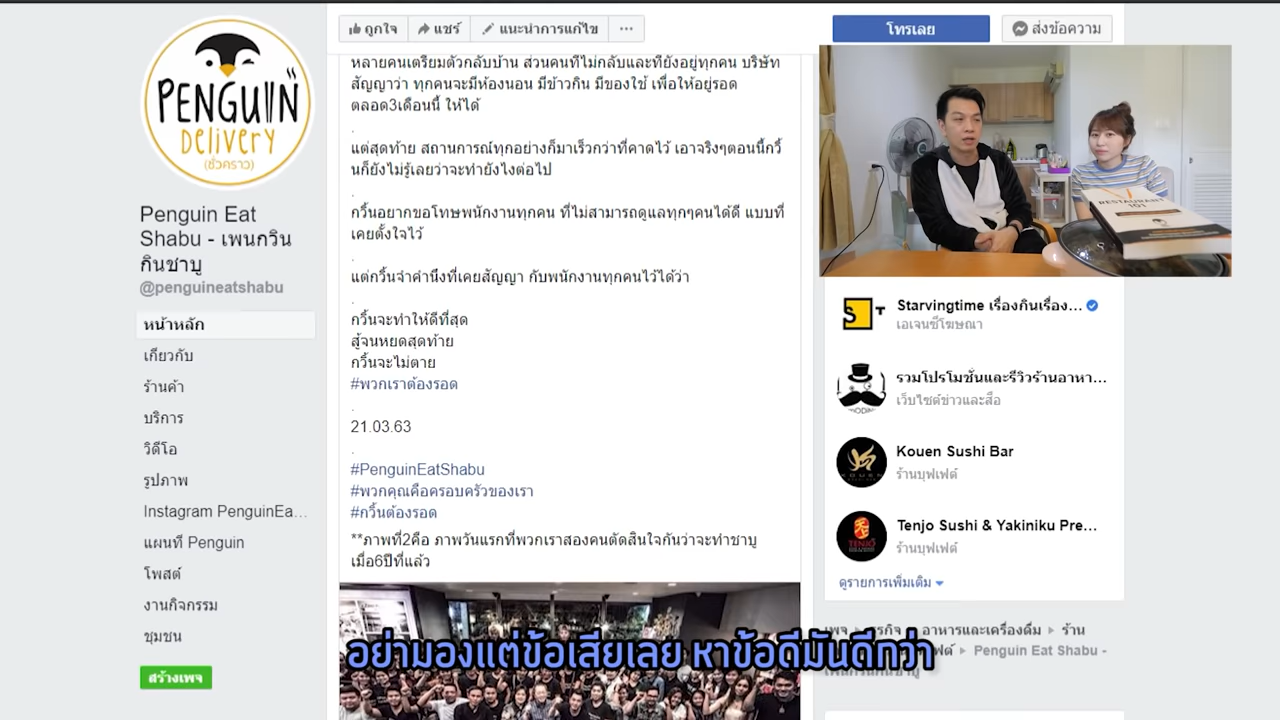 PENGUIN
DELIVERY
(ชั่วคราว)
Penguin Eat
Shabu - เพนกวิน
กินชาบู
@penguineatshabu
หน้าหลัก
เกี่ยวกับ
ร้านค้า
บริการ
วิดีโอ
รูปภาพ
Instagram PenguinEa...
แผนที่ Penguin
โพสต์
งานกิจกรรม
ชุมชน
สร้างเพจ
ถูกใจ
แชร์
แนะนำการแก้ไข
...
โทรเลย
ส่งข้อความ
หลายคนเตรียมตัวกลับบ้าน ส่วนคนที่ไม่กลับและที่ยังอยู่ทุกคน บริษัท
สัญญาว่า ทุกคนจะมีห้องนอน มีข้าวกิน มีของใช้ เพื่อให้อยู่รอด
ตลอด3เดือนนี้ ให้ได้
.
แต่สุดท้าย สถานการณ์ทุกอย่างก็มาเร็วกว่าที่คาดไว้ เอาจริงๆตอนนี้กวิ้
นก็ยังไม่รู้เลยว่าจะทำยังไงต่อไป
.
กวิ้นอยากขอโทษพนักงานทุกคน ที่ไม่สามารถดูแลทุกๆคนได้ดี แบบที่
เคยตั้งใจไว้
.
แต่กวิ้นจำคำนึงที่เคยสัญญา กับพนักงานทุกคนไว้ได้ว่า
.
กวิ้นจะทำให้ดีที่สุด
สู้จนหยดสุดท้าย
กวิ้นจะไม่ตาย
#พวกเราต้องรอด
.
21.03.63
.
#PenguinEatShabu
#พวกคุณคือครอบครัวของเรา
#กวิ้นต้องรอด
**ภาพที่2คือ ภาพวันแรกที่พวกเราสองคนตัดสินใจกันว่าจะทำชาบู
เมื่อ6ปีที่แล้ว
RESTAURANT
101
Starvingtime เรื่องกินเรื่อง...
เอเจนซี่โฆษณา
รวมโปรโมชั่นและรีวิวร้านอาหา...
เว็บไซต์ข่าวและสื่อ
Kouen Sushi Bar
ร้านบุฟเฟ่ต์
Tenjo Sushi & Yakiniku Pre...
ร้านบุฟเฟ่ต์
ดูรายการเพิ่มเติม
อาหารและเครื่องดื่ม
ร้าน
Penguin Eat Shabu -
อย่ามองแต่ข้อเสียเลย หาข้อดีมันดีกว่า